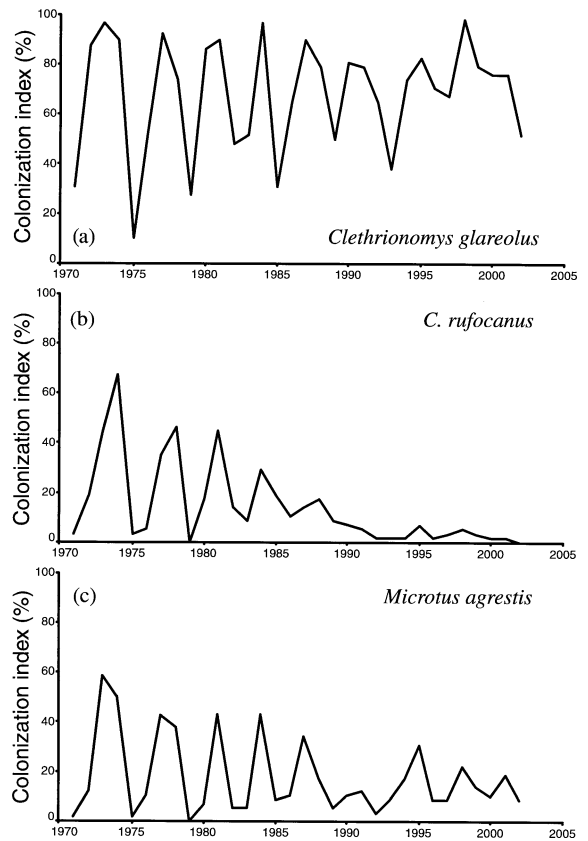 Colonization index (%)
100
80
60
40
20
0
(a)
Clethrionomys glareolus
1970 1975 1980 1985 1990 1995 2000 2005
Colonization index (%)
100
80
60
40
20
0
(b)
C. rufocanus
1970 1975 1980 1985 1990 1995 2000 2005
Colonization index (%)
100
80
60
40
20
0
(c)
Microtus agrestis
1970 1975 1980 1985 1990 1995 2000 2005